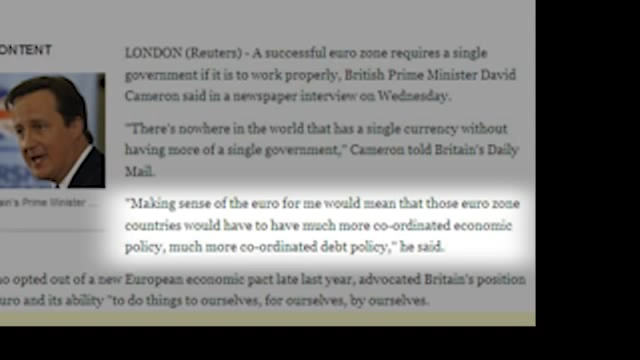 ONTENT
LONDON (Reuters) - A successful euro zone requires a single
government if it is to work properly, British Prime Minister David
Cameron said in a newspaper interview on Wednesday.
"There's nowhere in the world that has a single currency without
having more of a single government," Cameron told Britain's Daily
Mail.
ain's Prime Minister ...
"Making sense of the euro for me would mean that those euro zone
countries would have to have much more co-ordinated economic
policy, much more co-ordinated debt policy," he said.
o opted out of a new European economic pact late last year, advocated Britain's position
uro and its ability "to do things to ourselves, for ourselves, by ourselves.